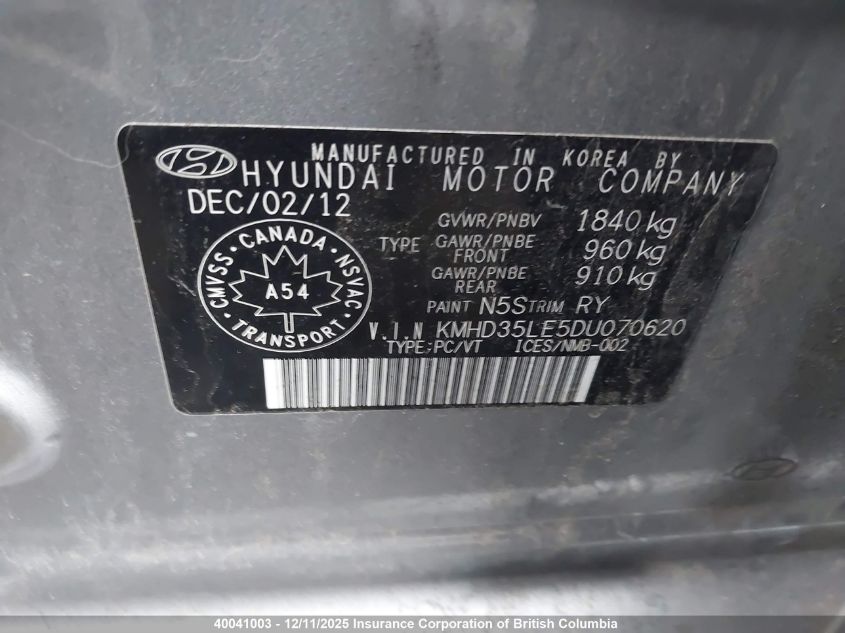 MANUFACTURED IN KOREA BY
HYUNDAI MOTOR COMPANY
DEC/02/12
GVWR/PNBV 1840 kg
TYPE GAWR/PNBE FRONT 960 kg
GAWR/PNBE REAR 910 kg
PAINT N5S TRIM RY
V.I.N KMHD35LE5DU070620
TYPE:PC/VT ICES/NMB-002
CMVSS · CANADA · NSVAC · TRANSPORT ·
A54
40041003 - 12/11/2025 Insurance Corporation of British Columbia